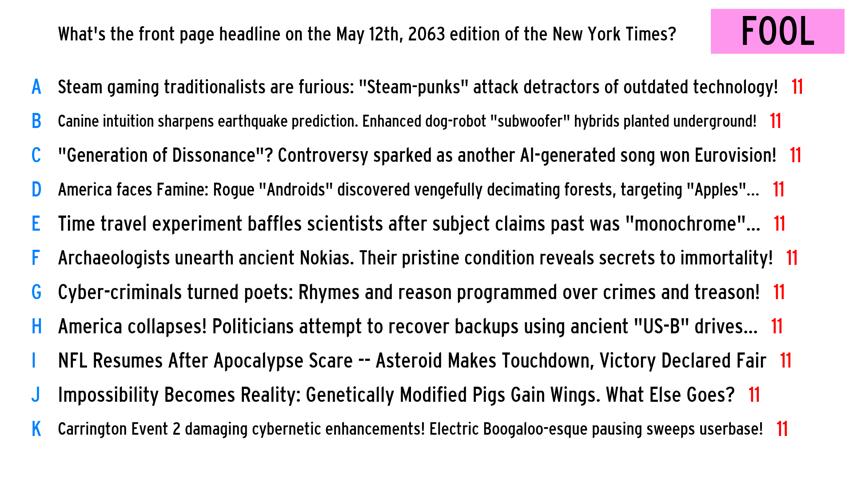 What's the front page headline on the May 12th, 2063 edition of the New York Times?
FOOL
A Steam gaming traditionalists are furious: "Steam-punks" attack detractors of outdated technology! 11
B Canine intuition sharpens earthquake prediction. Enhanced dog-robot "subwoofer" hybrids planted underground! 11
C "Generation of Dissonance"? Controversy sparked as another AI-generated song won Eurovision! 11
D America faces Famine: Rogue "Androids" discovered vengefully decimating forests, targeting "Apples"... 11
E Time travel experiment baffles scientists after subject claims past was "monochrome"... 11
F Archaeologists unearth ancient Nokias. Their pristine condition reveals secrets to immortality! 11
G Cyber-criminals turned poets: Rhymes and reason programmed over crimes and treason! 11
H America collapses! Politicians attempt to recover backups using ancient "US-B" drives... 11
I NFL Resumes After Apocalypse Scare -- Asteroid Makes Touchdown, Victory Declared Fair 11
J Impossibility Becomes Reality: Genetically Modified Pigs Gain Wings. What Else Goes? 11
K Carrington Event 2 damaging cybernetic enhancements! Electric Boogaloo-esque pausing sweeps userbase! 11